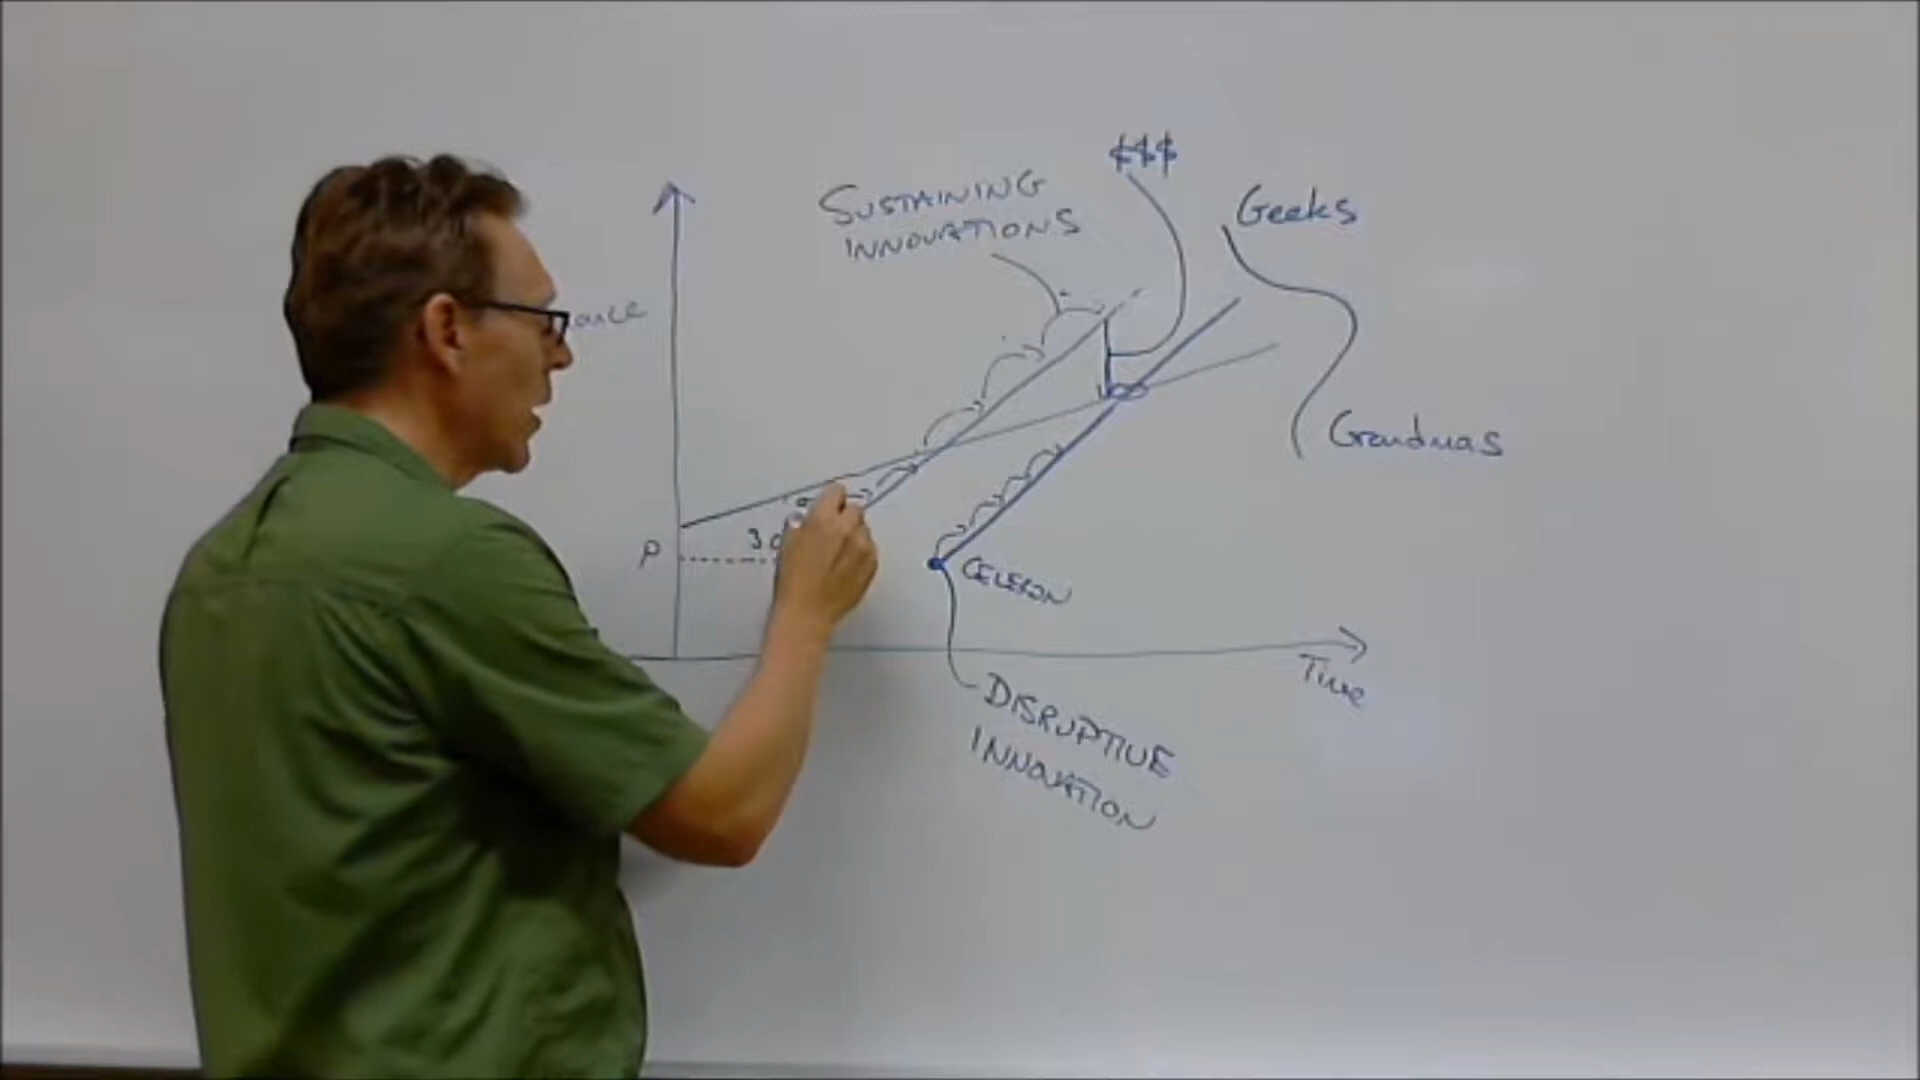 $$$
SUSTAINING
INNOVATIONS
Geeks
Grandmas
P
CELERON
Time
DISRUPTIVE
INNOVATION